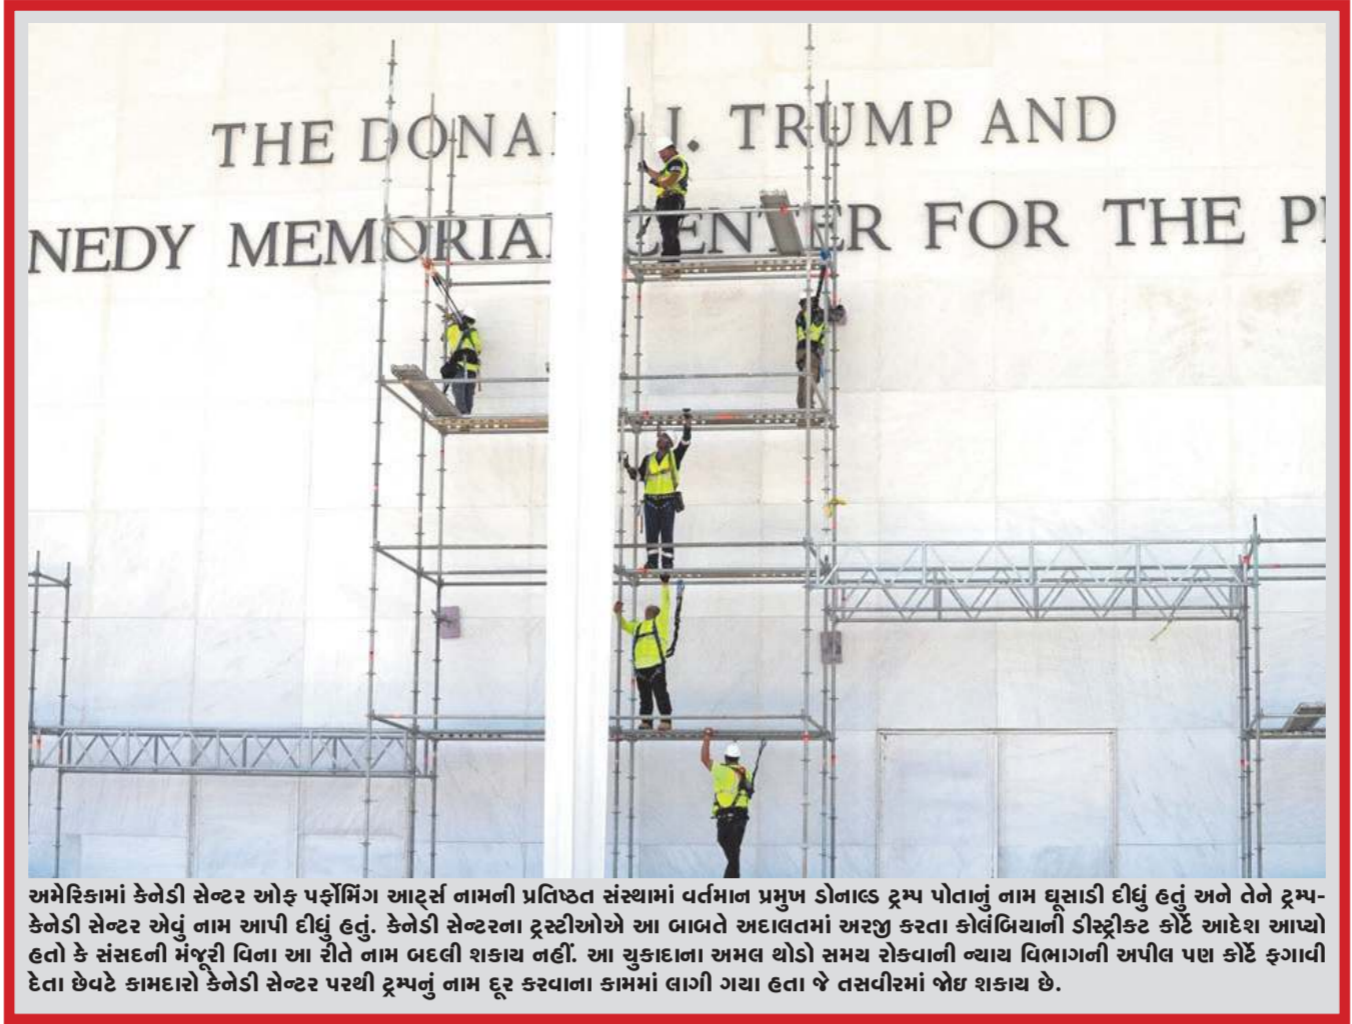 THE DONA J. TRUMP AND
NEDY MEMORIA CENTER FOR THE P
અમેરિકામાં કેનેડી સેન્ટર ઓફ પર્ફોમિંગ આર્ટ્સ નામની પ્રતિષ્ઠત સંસ્થામાં વર્તમાન પ્રમુખ ડોનાલ્ડ ટ્રમ્પ પોતાનું નામ ઘૂસાડી દીધું હતું અને તેને ટ્રમ્પ-
કેનેડી સેન્ટર એવું નામ આપી દીધું હતું. કેનેડી સેન્ટરના ટ્રસ્ટીઓએ આ બાબતે અદાલતમાં અરજી કરતા કોલંબિયાની ડીસ્ટ્રીકટ કોર્ટે આદેશ આપ્યો
હતો કે સંસદની મંજૂરી વિના આ રીતે નામ બદલી શકાય નહીં. આ ચુકાદાના અમલ થોડો સમય રોકવાની ન્યાય વિભાગની અપીલ પણ કોર્ટે ફગાવી
દેતા છેવટે કામદારો કેનેડી સેન્ટર પરથી ટ્રમ્પનું નામ દૂર કરવાના કામમાં લાગી ગયા હતા જે તસવીરમાં જોઇ શકાય છે.